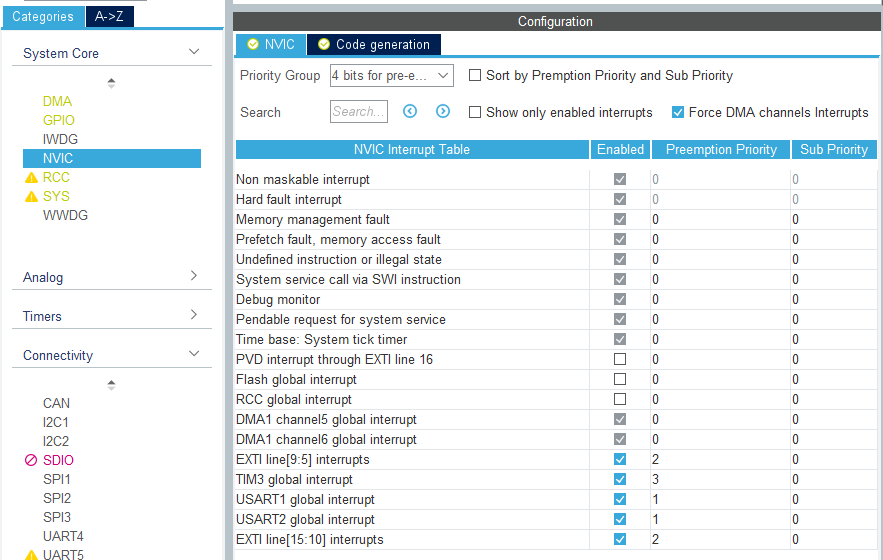 Categories A->Z
System Core
DMA
GPIO
IWDG
NVIC
RCC
SYS
WWDG
Analog
Timers
Connectivity
CAN
I2C1
I2C2
SDIO
SPI1
SPI2
SPI3
UART4
UART5
Configuration
NVIC Code generation
Priority Group 4 bits for pre-e... Sort by Premption Priority and Sub Priority
Search Search... Show only enabled interrupts Force DMA channels Interrupts
NVIC Interrupt Table Enabled Preemption Priority Sub Priority
Non maskable interrupt 0 0
Hard fault interrupt 0 0
Memory management fault 0 0
Prefetch fault, memory access fault 0 0
Undefined instruction or illegal state 0 0
System service call via SWI instruction 0 0
Debug monitor 0 0
Pendable request for system service 0 0
Time base: System tick timer 0 0
PVD interrupt through EXTI line 16 0 0
Flash global interrupt 0 0
RCC global interrupt 0 0
DMA1 channel5 global interrupt 0 0
DMA1 channel6 global interrupt 0 0
EXTI line[9:5] interrupts 2 0
TIM3 global interrupt 3 0
USART1 global interrupt 1 0
USART2 global interrupt 1 0
EXTI line[15:10] interrupts 2 0